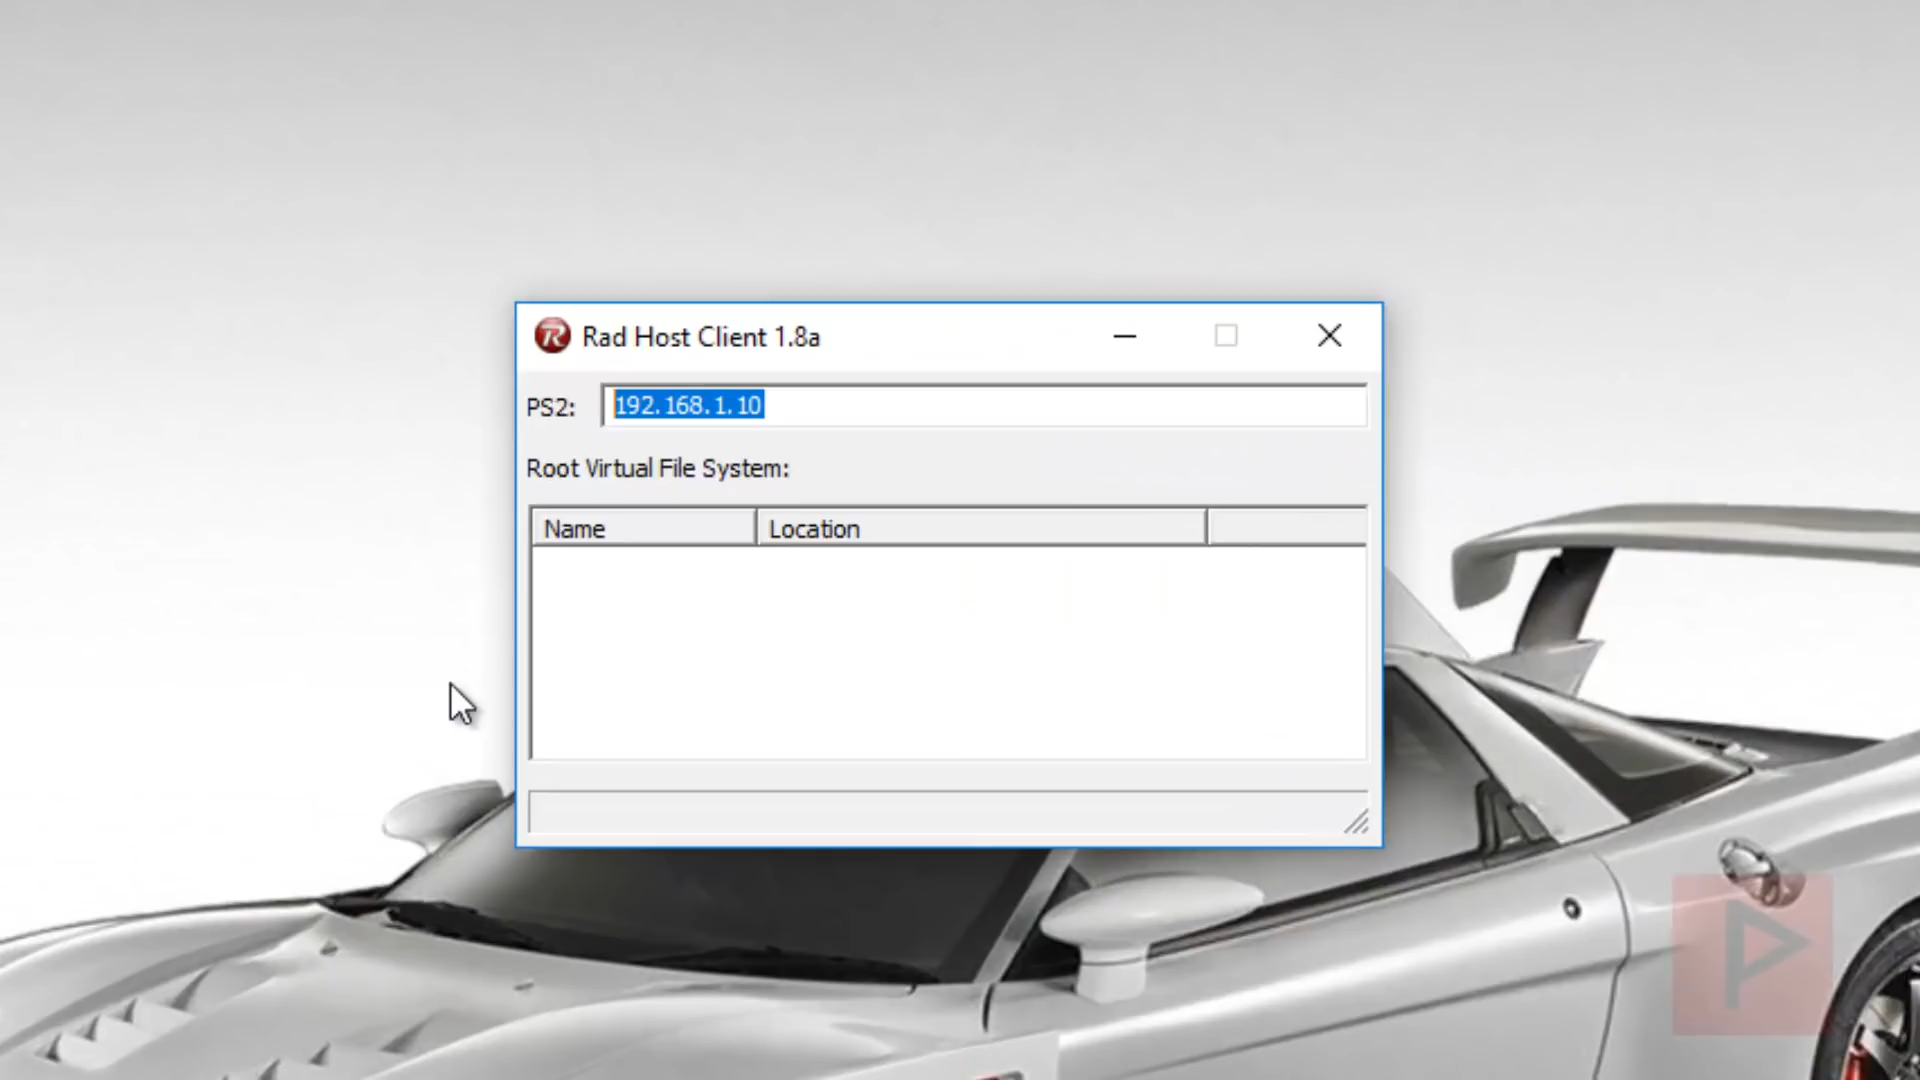 Rad Host Client 1.8a
PS2: 192.168.1.10
Root Virtual File System:
Name Location